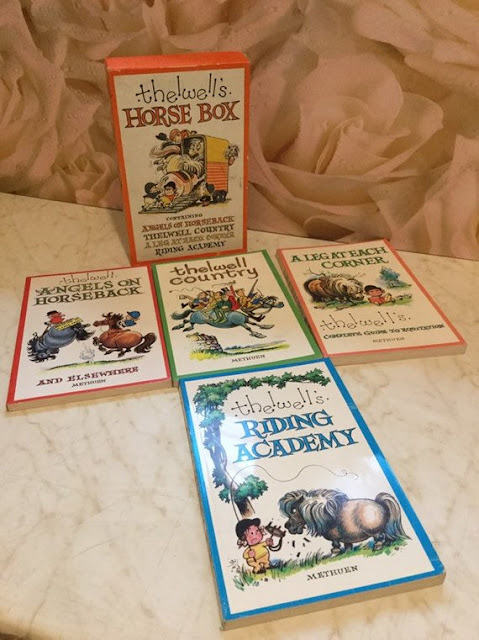 thelwell's
HORSE BOX
CONTAINING
ANGELS ON HORSEBACK
THELWELL COUNTRY
A LEG AT EACH CORNER
RIDING ACADEMY
thelwell.
ANGELS ON
HORSEBACK
AND ELSEWHERE
METHUEN
thelwell
country
METHUEN
A LEG AT EACH
CORNER
thelwell's
COMPLETE GUIDE TO EQUITATION
METHUEN
thelwell's
RIDING
ACADEMY
METHUEN